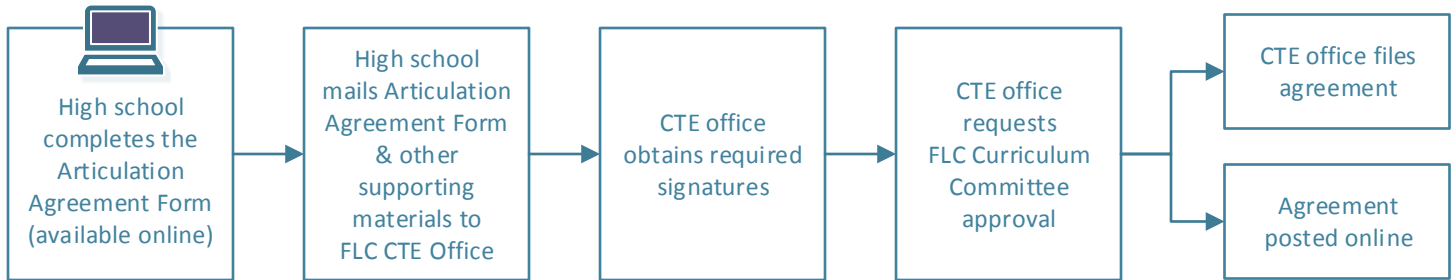 High school
completes the
Articulation
Agreement Form
(available online)
High school
mails Articulation
Agreement Form
& other
supporting
materials to
FLC CTE Office
CTE office
obtains required
signatures
CTE office
requests
FLC Curriculum
Committee
approval
CTE office files
agreement
Agreement
posted online